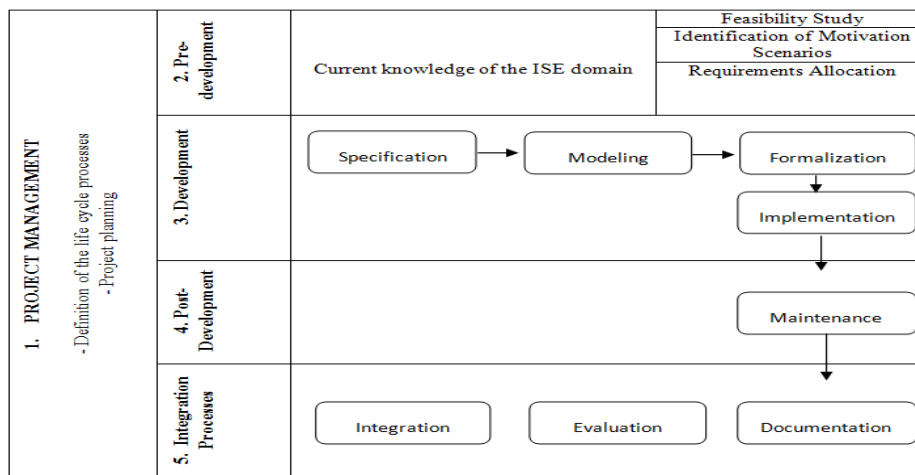 1. PROJECT MANAGEMENT
- Definition of the life cycle processes
- Project planning
2. Pre-
development
Current knowledge of the ISE domain
Feasibility Study
Identification of Motivation
Scenarios
Requirements Allocation
3. Development
Specification
Modeling
Formalization
Implementation
4. Post-
Development
Maintenance
5. Integration
Processes
Integration
Evaluation
Documentation